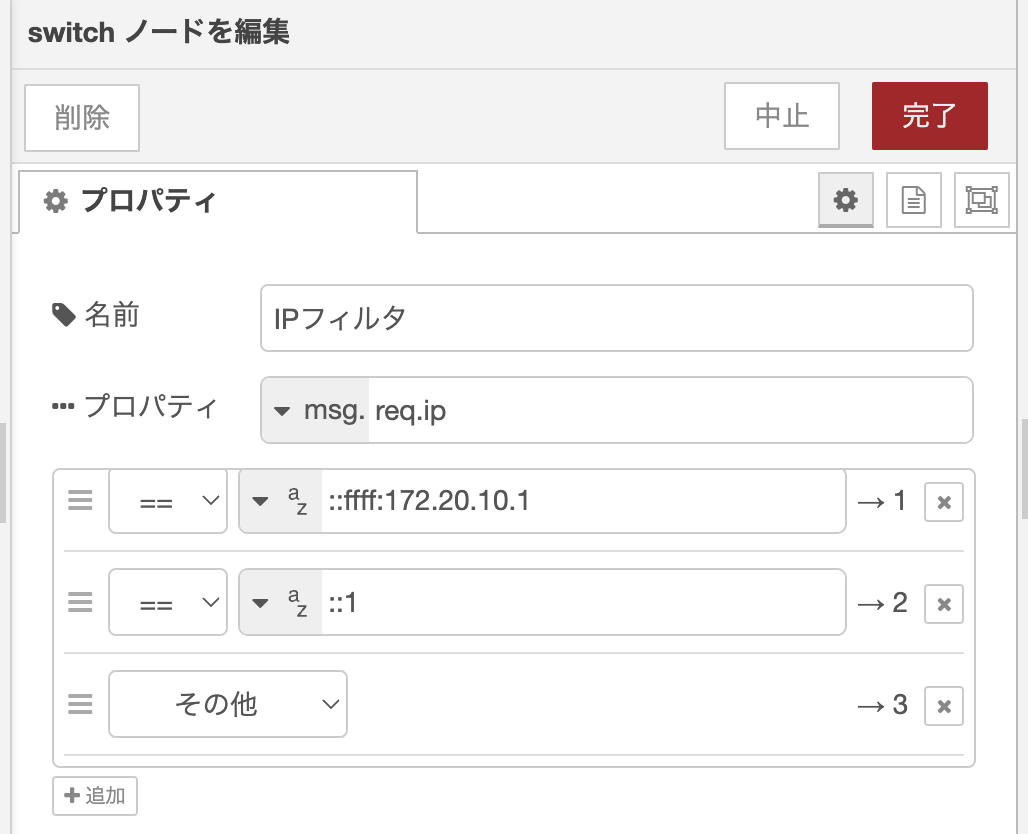 switch ノードを編集
削除 中止 完了
プロパティ
名前 IPフィルタ
プロパティ msg. req.ip
== az ::ffff:172.20.10.1 → 1
== az ::1 → 2
その他 → 3
追加